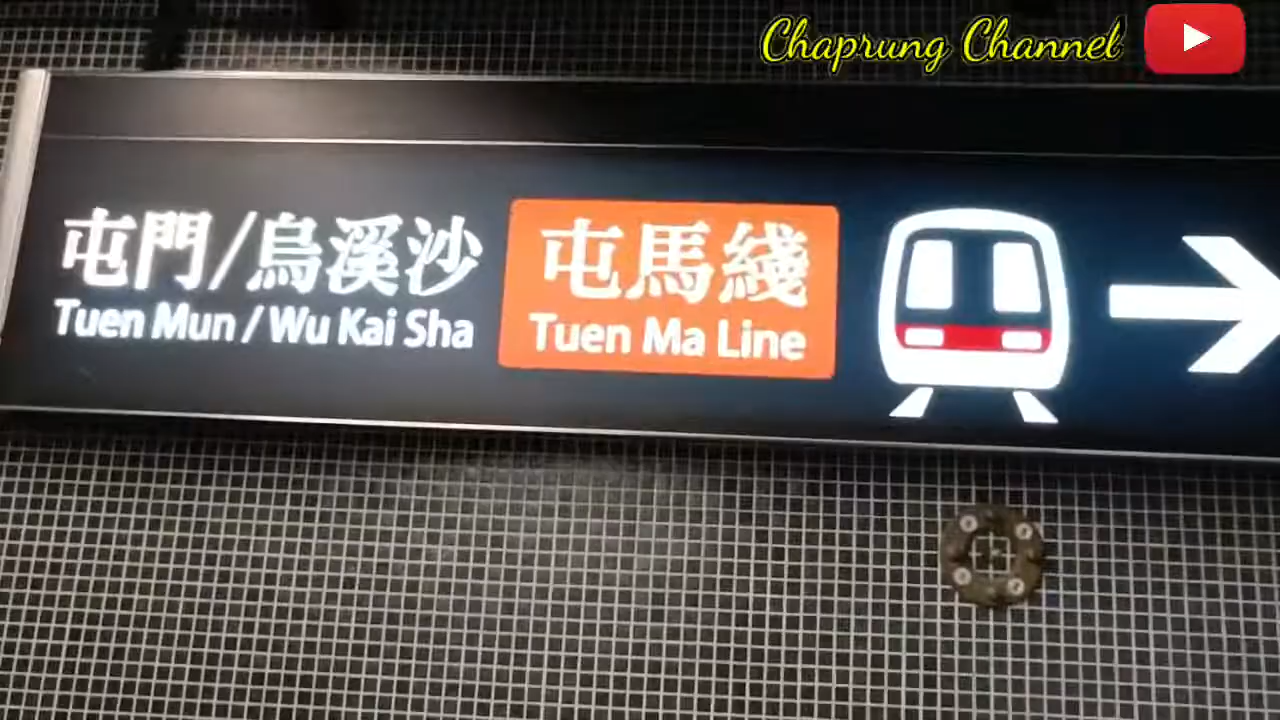 Chaprung Channel
屯門/烏溪沙
Tuen Mun / Wu Kai Sha
屯馬綫
Tuen Ma Line